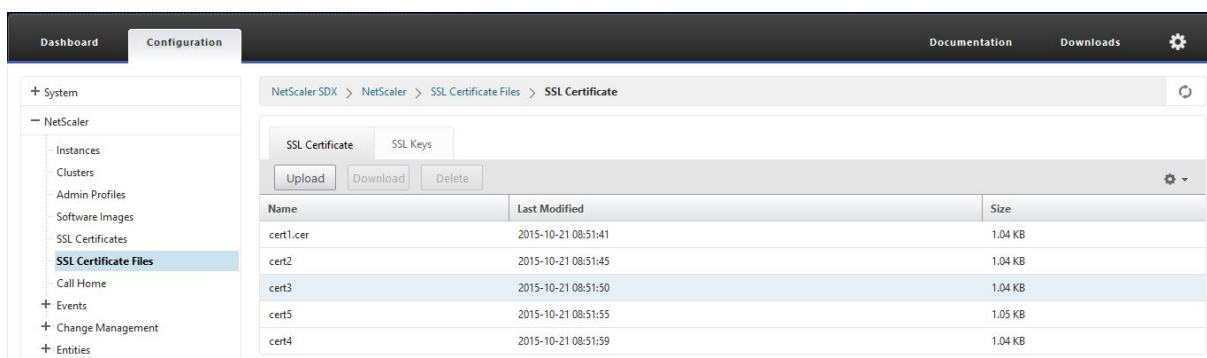 Dashboard Configuration Documentation Downloads
+ System
NetScaler SDX > NetScaler > SSL Certificate Files > SSL Certificate
− NetScaler
Instances
Clusters
Admin Profiles
Software Images
SSL Certificates
SSL Certificate Files
Call Home
+ Events
+ Change Management
+ Entities
SSL Certificate SSL Keys
Upload Download Delete
Name Last Modified Size
cert1.cer 2015-10-21 08:51:41 1.04 KB
cert2 2015-10-21 08:51:45 1.04 KB
cert3 2015-10-21 08:51:50 1.04 KB
cert5 2015-10-21 08:51:55 1.05 KB
cert4 2015-10-21 08:51:59 1.04 KB